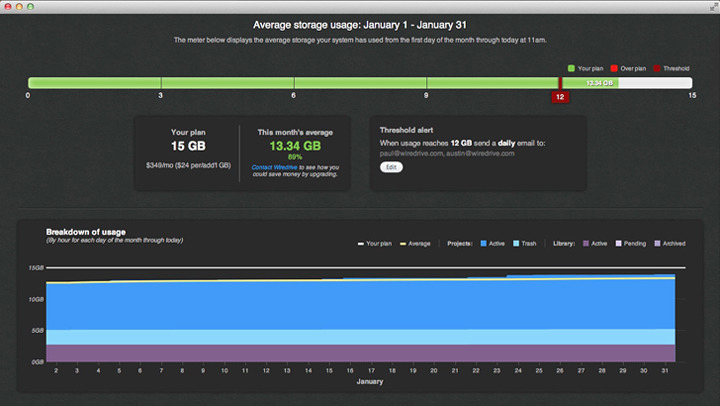 Average storage usage: January 1 - January 31
The meter below displays the average storage your system has used from the first day of the month through today at 11am.
Your plan Over plan Threshold
13.34 GB
0 3 6 9 12 15
Your plan
15 GB
$349/mo ($24 per/add'l GB)
This month's average
13.34 GB
89%
Contact Wiredrive to see how you
could save money by upgrading.
Threshold alert
When usage reaches 12 GB send a daily email to:
paul@wiredrive.com, austin@wiredrive.com
Edit
Breakdown of usage
(By hour for each day of the month through today)
Your plan Average Projects: Active Trash Library: Active Pending Archived
15GB
10GB
5GB
0GB
2 3 4 5 6 7 8 9 10 11 12 13 14 15 16 17 18 19 20 21 22 23 24 25 26 27 28 29 30 31
January